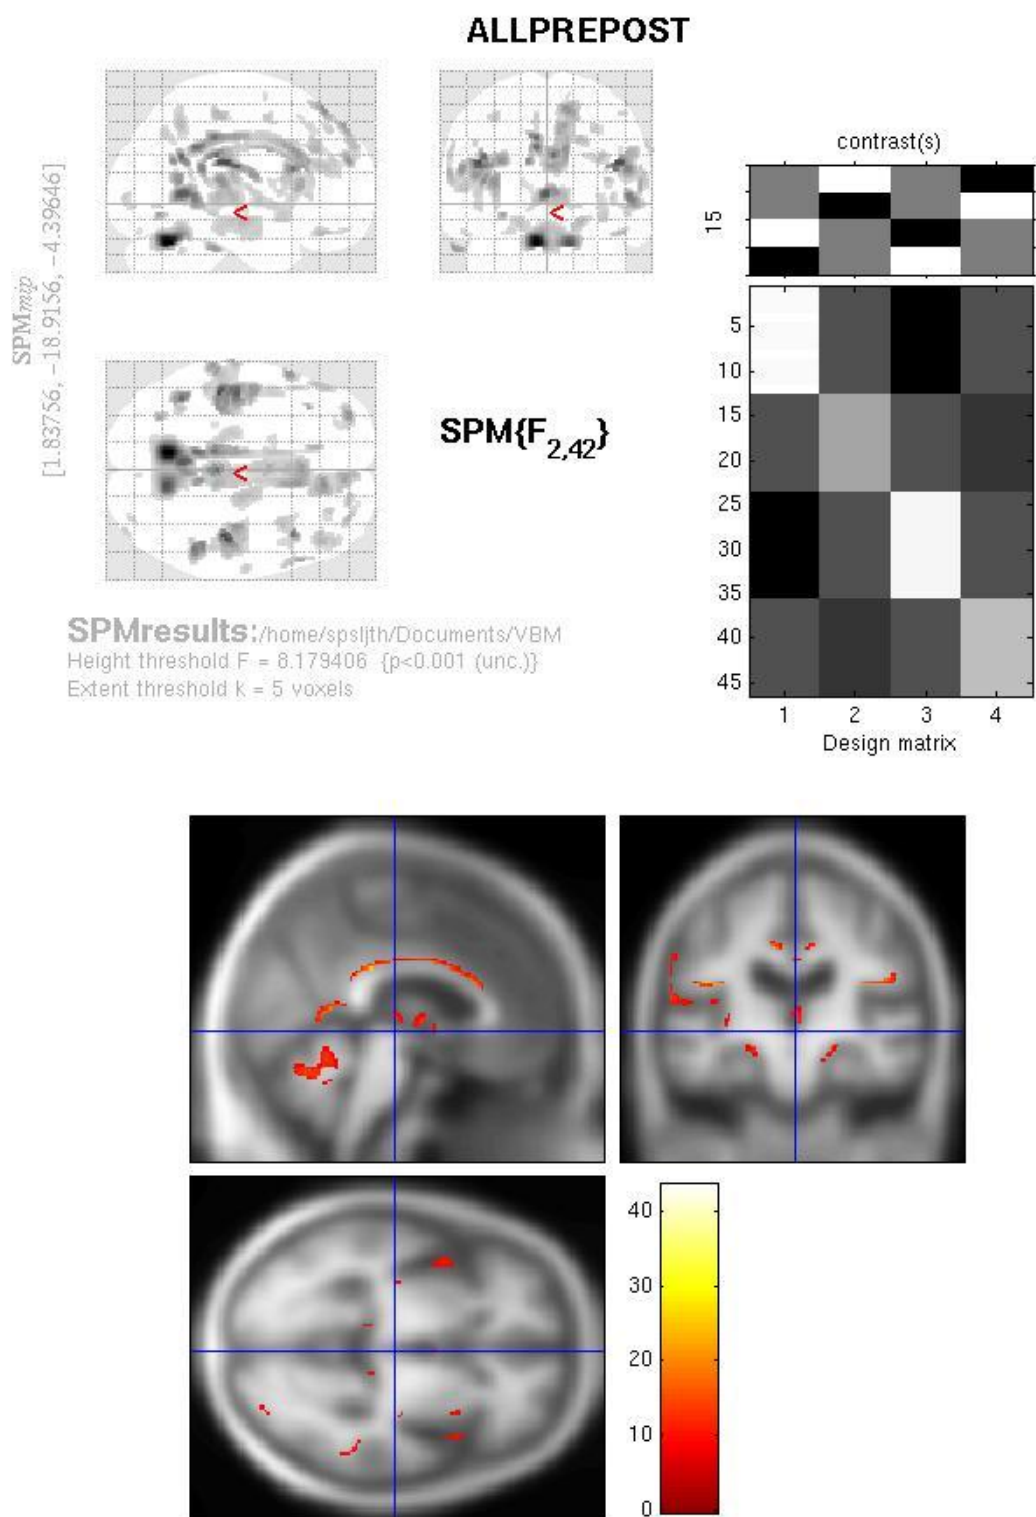 ALLPREPOST
SPMmip
[1.83756, −18.9156, −4.39646]
<
<
<
SPM{F2,42}
contrast(s)
15
5
10
15
20
25
30
35
40
45
1 2 3 4
Design matrix
SPMresults:/home/spsljth/Documents/VBM
Height threshold F = 8.179406 {p<0.001 (unc.)}
Extent threshold k = 5 voxels
40
30
20
10
0